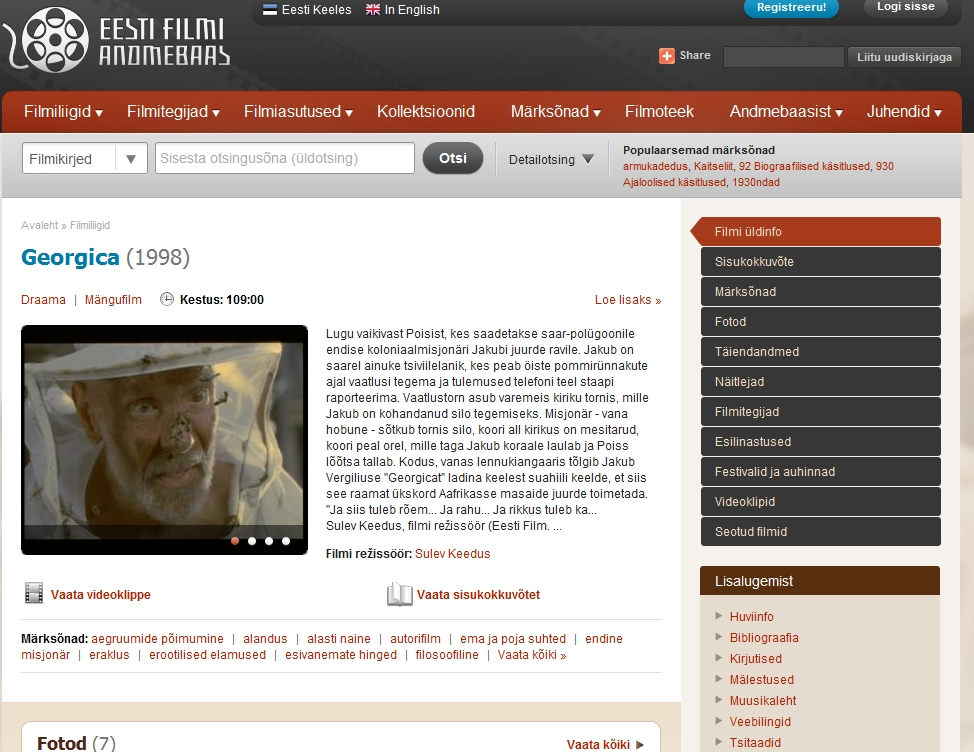 Eesti Keeles In English Registreeru! Logi sisse
EESTI FILMI
ANDMEBAAS
Share Liitu uudiskirjaga
Filmiliigid Filmitegijad Filmiasutused Kollektsioonid Märksõnad Filmoteek Andmebaasist Juhendid
Filmikirjed Sisesta otsingusõna (üldotsing) Otsi Detailotsing
Populaarsemad märksõnad
armukadedus, Kaitseliit, 92 Biograafilised käsitlused, 930
Ajaloolised käsitlused, 1930ndad
Avaleht » Filmiliigid
Georgica (1998)
Draama | Mängufilm Kestus: 109:00 Loe lisaks »
Lugu vaikivast Poisist, kes saadetakse saar-polügoonile
endise koloniaalmisjonäri Jakubi juurde ravile. Jakub on
saarel ainuke tsiviilelanik, kes peab öiste pommirünnakute
ajal vaatlusi tegema ja tulemused telefoni teel staapi
raporteerima. Vaatlustorn asub varemeis kiriku tornis, mille
Jakub on kohandanud silo tegemiseks. Misjonär - vana
hobune - sõtkub tornis silo, koori all kirikus on mesitarud,
koori peal orel, mille taga Jakub koraale laulab ja Poiss
lõõtsa tallab. Kodus, vanas lennukiangaaris tõlgib Jakub
Vergiliuse "Georgicat" ladina keelest suahiili keelde, et siis
see raamat ükskord Aafrikasse masaide juurde toimetada.
"Ja siis tuleb rõem... Ja rahu... Ja rikkus tuleb ka...
Sulev Keedus, filmi režissöör (Eesti Film. ...
Filmi režissöör: Sulev Keedus
Vaata videoklippe Vaata sisukokkuvõtet
Märksõnad: aegruumide põimumine | alandus | alasti naine | autorifilm | ema ja poja suhted | endine
misjonär | eraklus | erootilised elamused | esivanemate hinged | filosoofiline | Vaata kõiki »
Fotod (7) Vaata kõiki
Filmi üldinfo
Sisukokkuvõte
Märksõnad
Fotod
Täiendandmed
Näitlejad
Filmitegijad
Esilinastused
Festivalid ja auhinnad
Videoklipid
Seotud filmid
Lisalugemist
Huviinfo
Bibliograafia
Kirjutised
Mälestused
Muusikaleht
Veebilingid
Tsitaadid